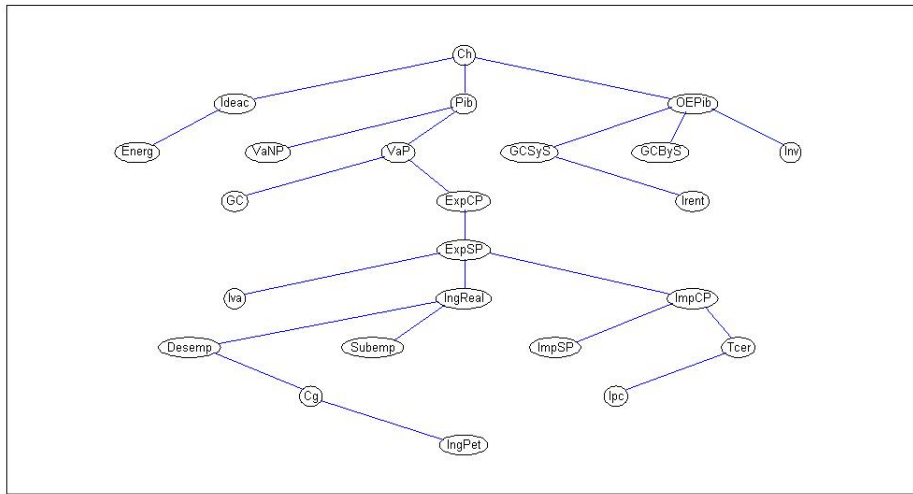 Ch
Ideac Pib OEPib
Energ VaNP VaP GCSyS GCByS Inv
GC ExpCP Irent
ExpSP
Iva IngReal ImpCP
Desemp Subemp ImpSP Tcer
Cg Ipc
IngPet